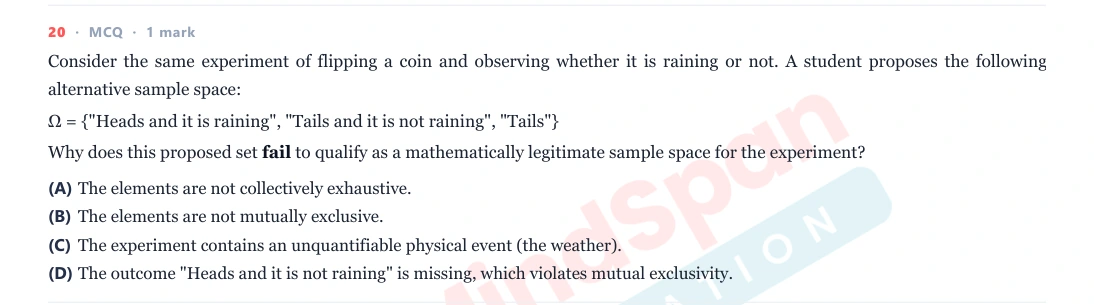 20 · MCQ · 1 mark
Consider the same experiment of flipping a coin and observing whether it is raining or not. A student proposes the following
alternative sample space:
Ω = {"Heads and it is raining", "Tails and it is not raining", "Tails"}
Why does this proposed set fail to qualify as a mathematically legitimate sample space for the experiment?
(A) The elements are not collectively exhaustive.
(B) The elements are not mutually exclusive.
(C) The experiment contains an unquantifiable physical event (the weather).
(D) The outcome "Heads and it is not raining" is missing, which violates mutual exclusivity.
MindSpan
ATION